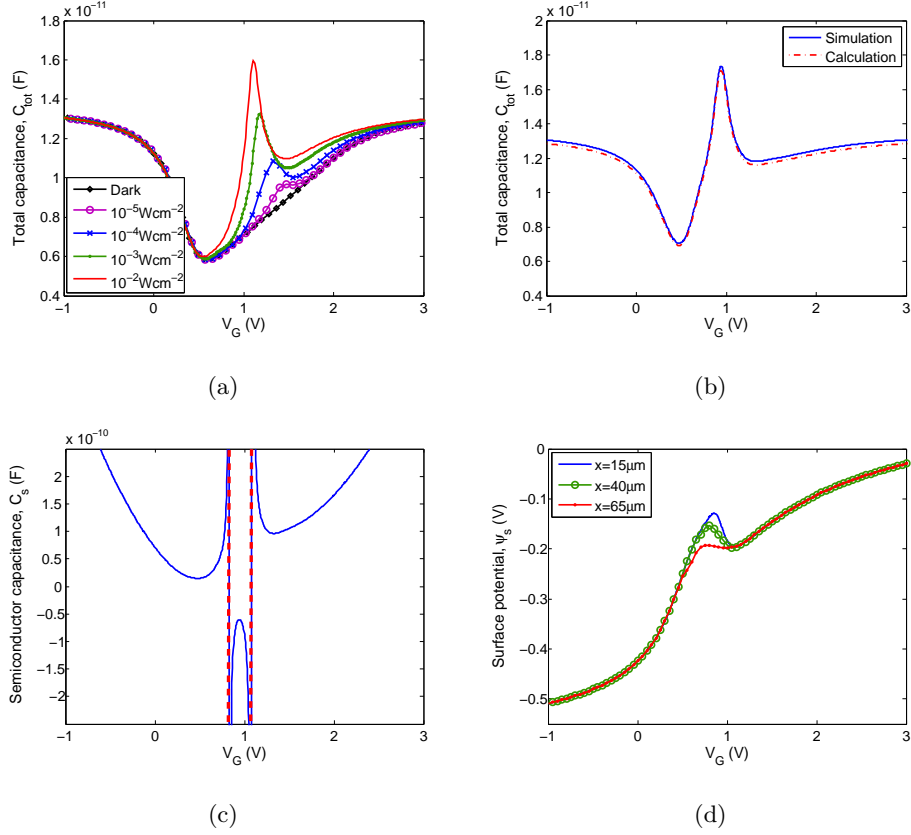 x 10⁻¹¹
1.8
1.6
1.4
1.2
1
0.8
0.6
0.4
Total capacitance, C_tot (F)
Dark
10⁻⁵Wcm⁻²
10⁻⁴Wcm⁻²
10⁻³Wcm⁻²
10⁻²Wcm⁻²
−1 0 1 2 3
V_G (V)
(a)
x 10⁻¹¹
2
1.8
1.6
1.4
1.2
1
0.8
0.6
0.4
Total capacitance, C_tot (F)
Simulation
Calculation
−1 0 1 2 3
V_G (V)
(b)
x 10⁻¹⁰
2
1.5
1
0.5
0
−0.5
−1
−1.5
−2
Semiconductor capacitance, C_s (F)
−1 0 1 2 3
V_G (V)
(c)
0
−0.1
−0.2
−0.3
−0.4
−0.5
Surface potential, ψ_s (V)
x=15μm
x=40μm
x=65μm
−1 0 1 2 3
V_G (V)
(d)